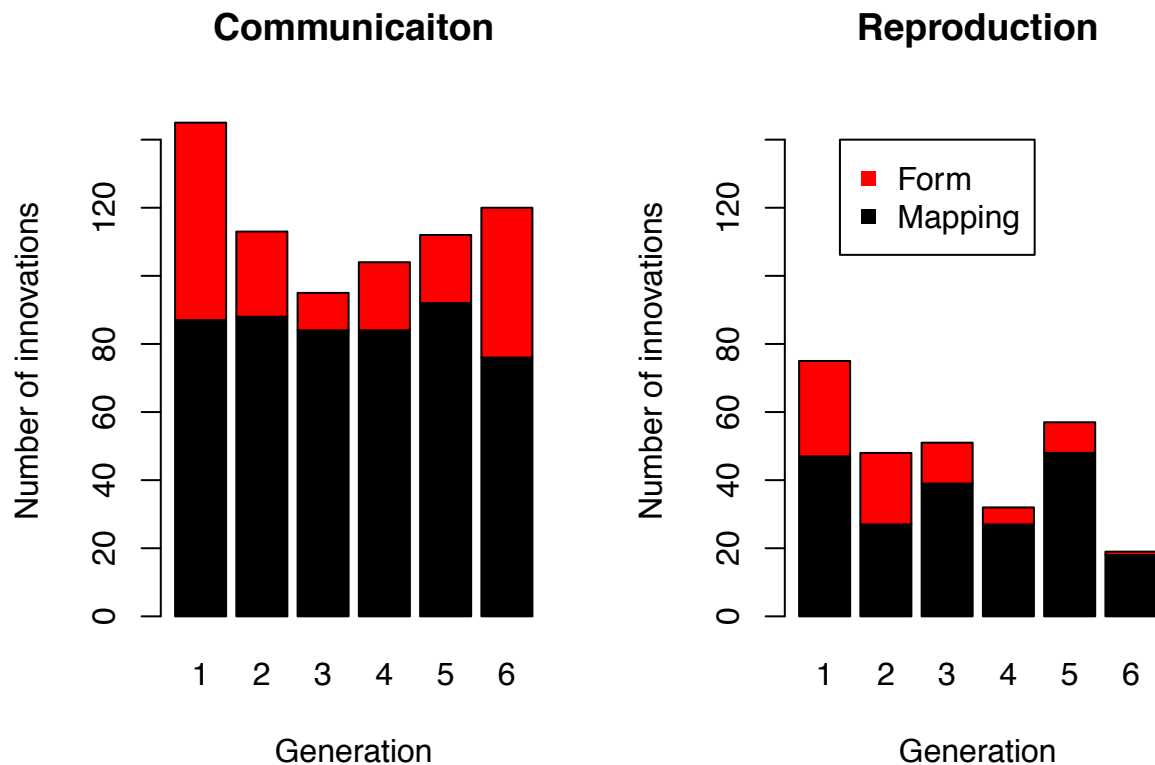 Communicaiton
Number of innovations
0 20 40 60 80 120
1 2 3 4 5 6
Generation
Reproduction
Form
Mapping
Number of innovations
0 20 40 60 80 120
1 2 3 4 5 6
Generation